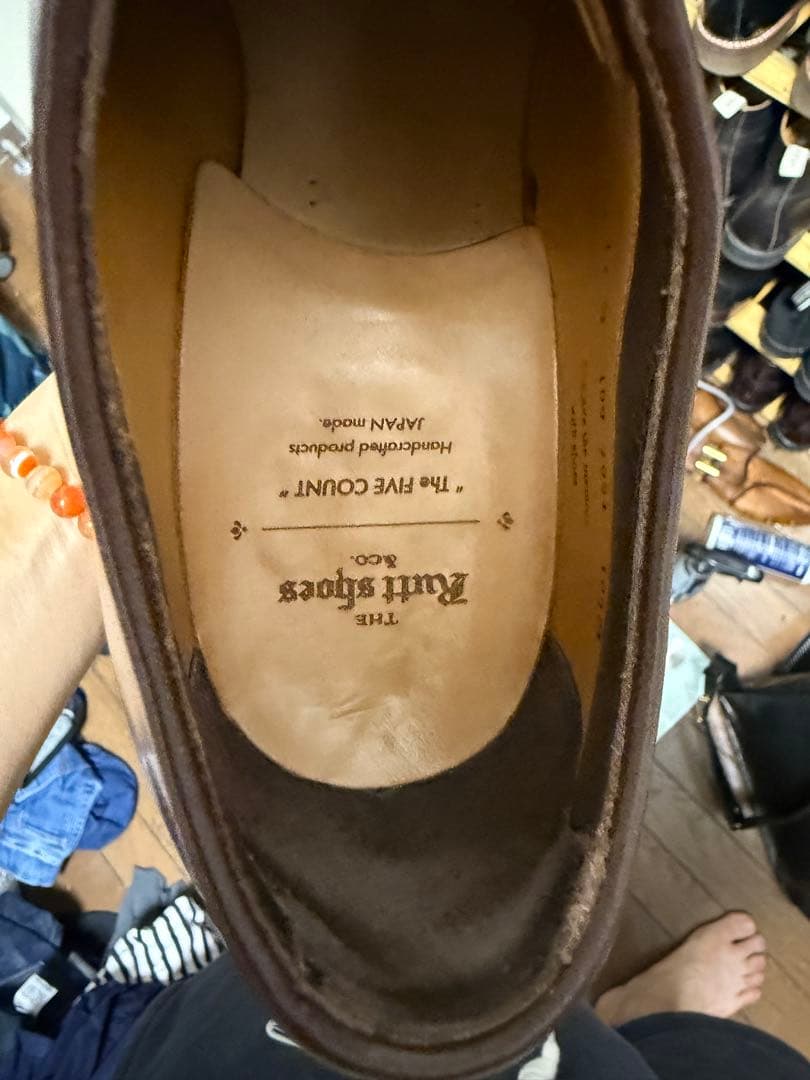 THE
Rutt shoes
&CO.
" The FIVE COUNT "
Handcrafted products
JAPAN made.